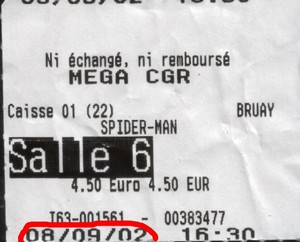 Ni échangé, ni remboursé
MEGA CGR
Caisse 01 (22) BRUAY
SPIDER-MAN
Salle 6
4.50 Euro 4.50 EUR
I63-001561 - 00383477
08/09/02 16:30